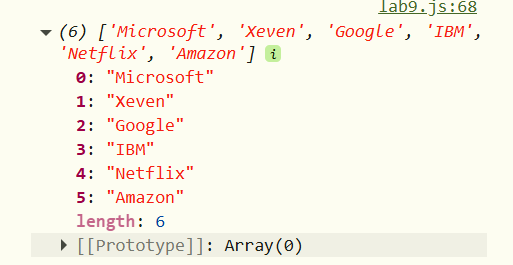 lab9.js:68
(6) ['Microsoft', 'Xeven', 'Google', 'IBM',
'Netflix', 'Amazon'] i
0: "Microsoft"
1: "Xeven"
2: "Google"
3: "IBM"
4: "Netflix"
5: "Amazon"
length: 6
[[Prototype]]: Array(0)